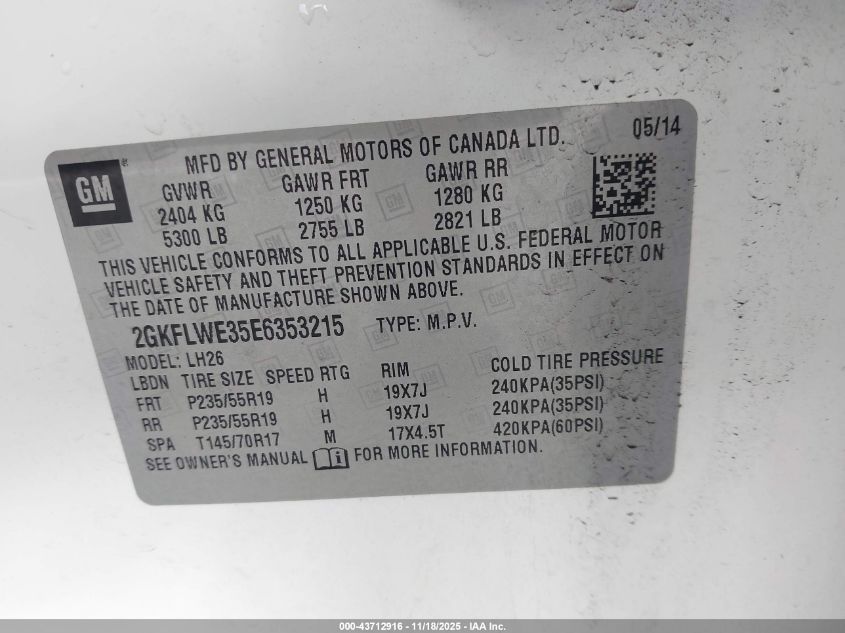 GM
®
MFD BY GENERAL MOTORS OF CANADA LTD.
05/14
GVWR GAWR FRT GAWR RR
2404 KG 1250 KG 1280 KG
5300 LB 2755 LB 2821 LB
THIS VEHICLE CONFORMS TO ALL APPLICABLE U.S. FEDERAL MOTOR
VEHICLE SAFETY AND THEFT PREVENTION STANDARDS IN EFFECT ON
THE DATE OF MANUFACTURE SHOWN ABOVE.
2GKFLWE35E6353215 TYPE: M.P.V.
MODEL: LH26
LBDN TIRE SIZE SPEED RTG RIM COLD TIRE PRESSURE
FRT P235/55R19 H 19X7J 240KPA(35PSI)
RR P235/55R19 H 19X7J 240KPA(35PSI)
SPA T145/70R17 M 17X4.5T 420KPA(60PSI)
SEE OWNER'S MANUAL i FOR MORE INFORMATION.
000-43712916 - 11/18/2025 - IAA Inc.